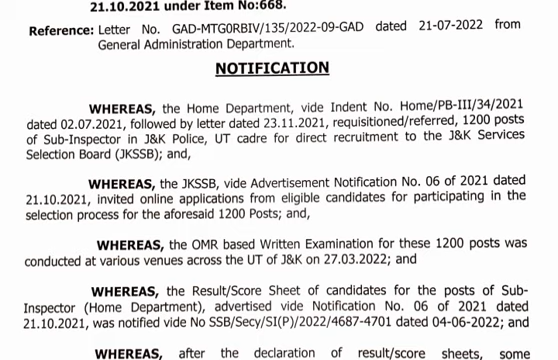 21.10.2021 under Item No:668.
Reference: Letter No. GAD-MTG0RBIV/135/2022-09-GAD dated 21-07-2022 from
General Administration Department.
NOTIFICATION
WHEREAS, the Home Department, vide Indent No. Home/PB-III/34/2021
dated 02.07.2021, followed by letter dated 23.11.2021, requisitioned/referred, 1200 posts
of Sub-Inspector in J&K Police, UT cadre for direct recruitment to the J&K Services
Selection Board (JKSSB); and,
WHEREAS, the JKSSB, vide Advertisement Notification No. 06 of 2021 dated
21.10.2021, invited online applications from eligible candidates for participating in the
selection process for the aforesaid 1200 Posts; and,
WHEREAS, the OMR based Written Examination for these 1200 posts was
conducted at various venues across the UT of J&K on 27.03.2022; and
WHEREAS, the Result/Score Sheet of candidates for the posts of Sub-
Inspector (Home Department), advertised vide Notification No. 06 of 2021 dated
21.10.2021, was notified vide No SSB/Secy/SI(P)/2022/4687-4701 dated 04-06-2022; and
WHEREAS, after the declaration of result/score sheets, some